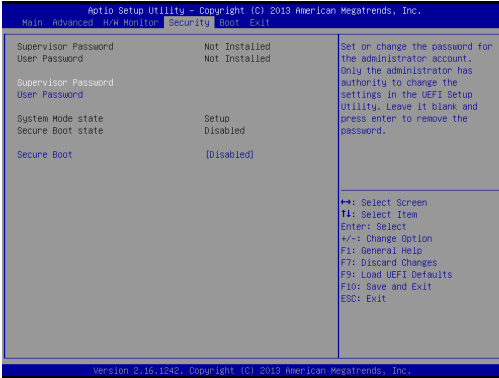 Aptio Setup Utility - Copyright (C) 2013 American Megatrends, Inc.
Main Advanced H/W Monitor Security Boot Exit
Supervisor Password Not Installed
User Password Not Installed
Supervisor Password
User Password
System Mode state Setup
Secure Boot state Disabled
Secure Boot [Disabled]
Set or change the password for
the administrator account.
Only the administrator has
authority to change the
settings in the UEFI Setup
Utility. Leave it blank and
press enter to remove the
password.
↔: Select Screen
↑↓: Select Item
Enter: Select
+/-: Change Option
F1: General Help
F7: Discard Changes
F9: Load UEFI Defaults
F10: Save and Exit
ESC: Exit
Version 2.16.1242. Copyright (C) 2013 American Megatrends, Inc.